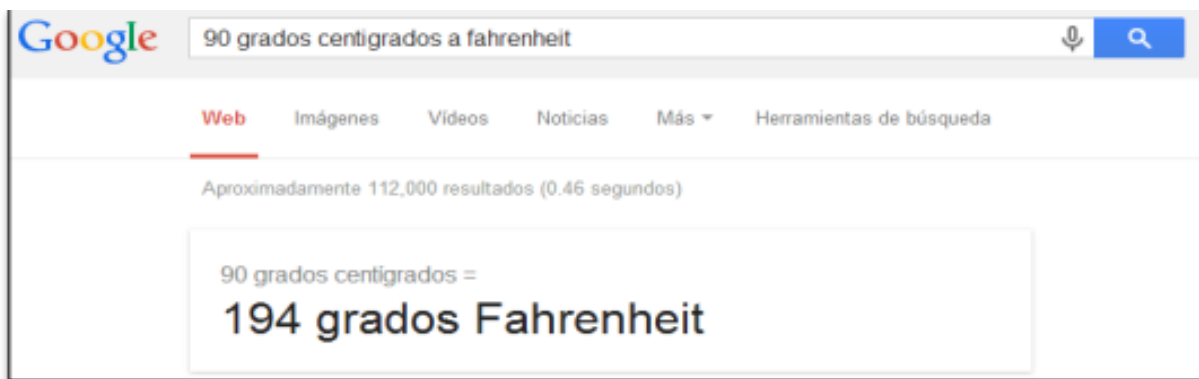 Google 90 grados centigrados a fahrenheit
Web Imágenes Vídeos Noticias Más Herramientas de búsqueda
Aproximadamente 112,000 resultados (0.46 segundos)
90 grados centigrados =
194 grados Fahrenheit